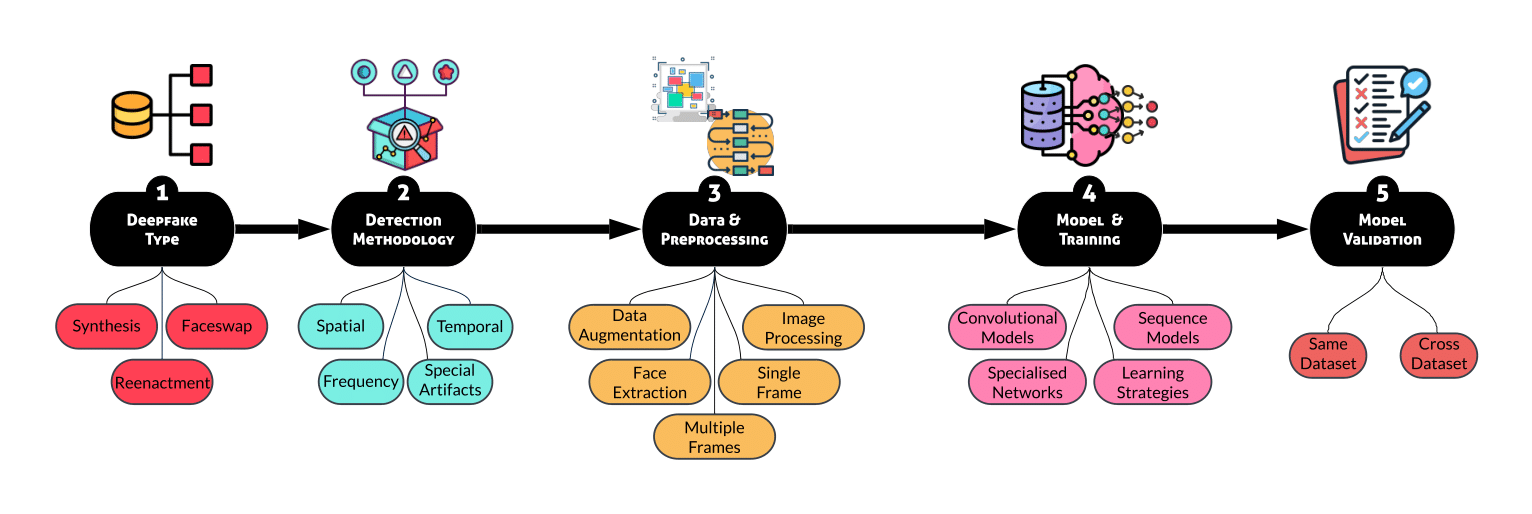 1
Deepfake
Type
Synthesis
Faceswap
Reenactment
2
Detection
Methodology
Spatial
Temporal
Frequency
Special
Artifacts
3
Data &
Preprocessing
Data
Augmentation
Image
Processing
Face
Extraction
Single
Frame
Multiple
Frames
4
Model &
Training
Convolutional
Models
Sequence
Models
Specialised
Networks
Learning
Strategies
5
Model
Validation
Same
Dataset
Cross
Dataset